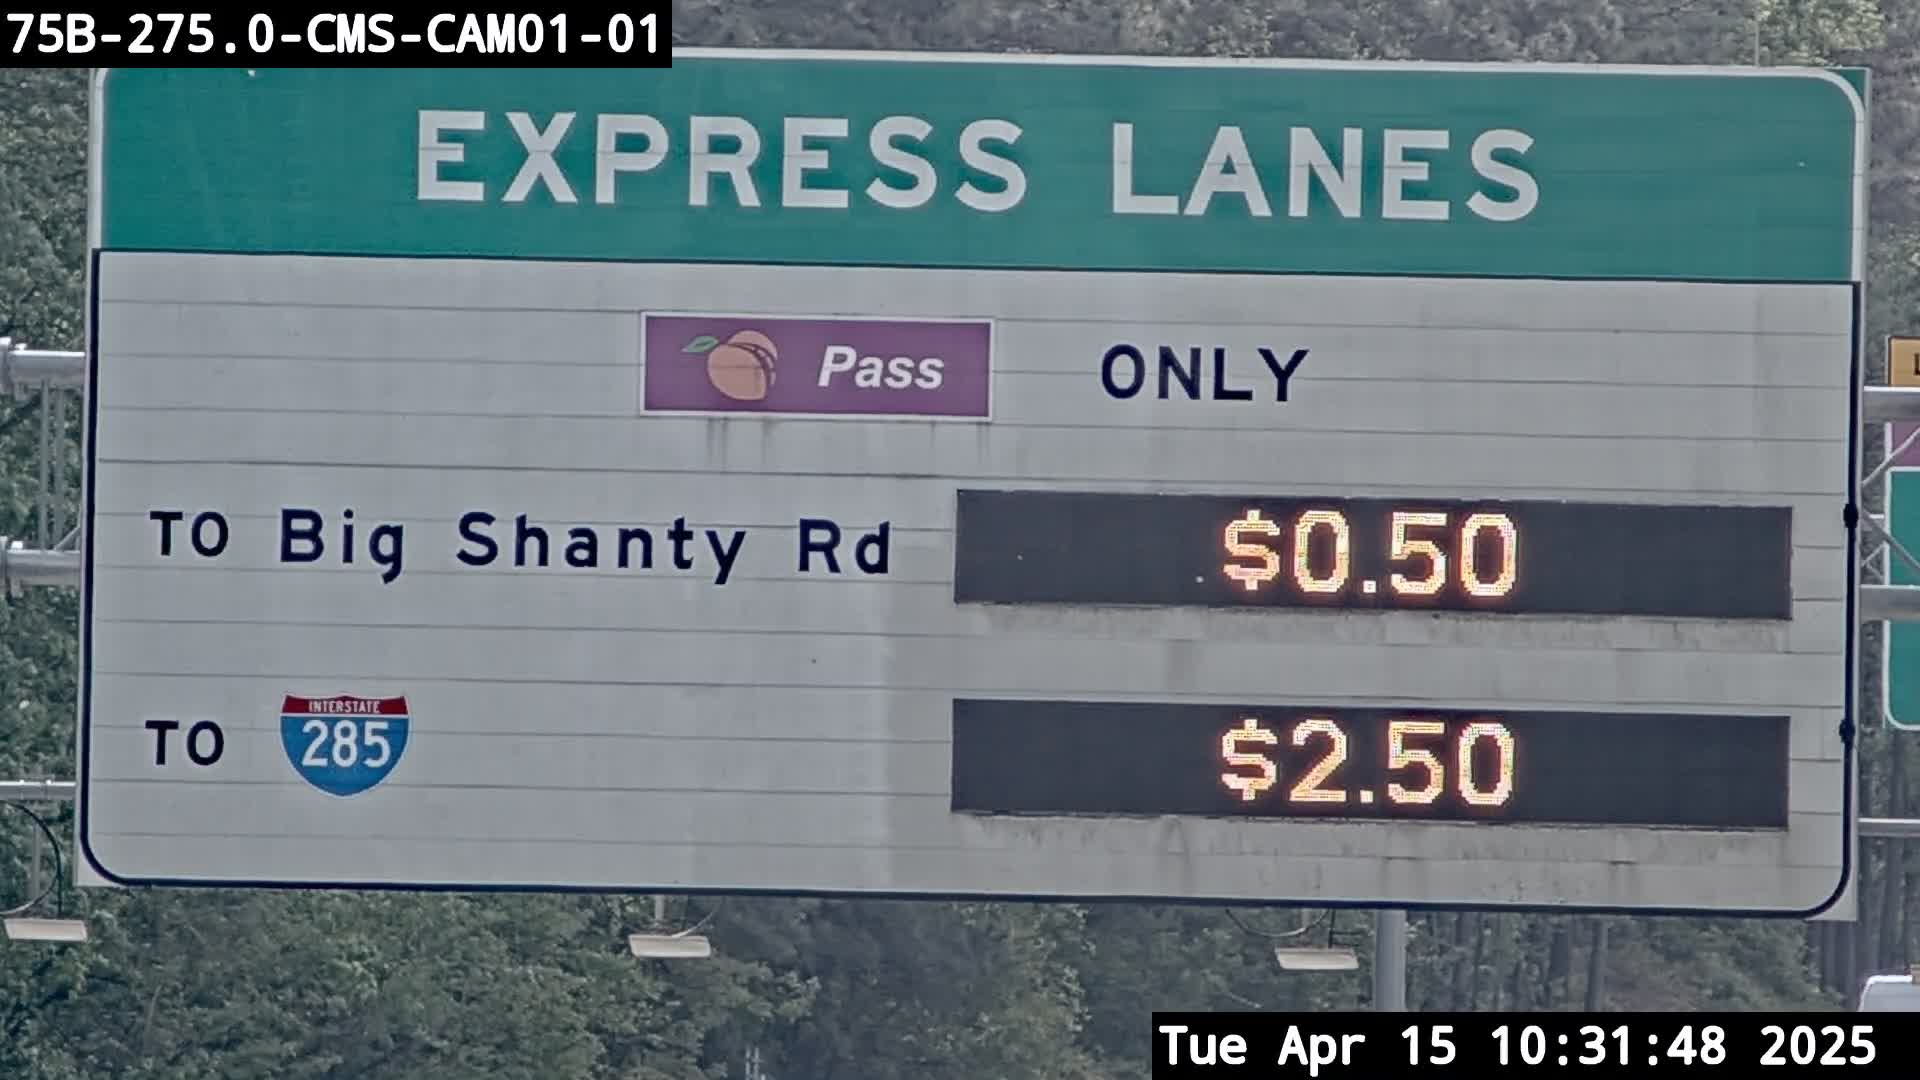 75B-275.0-CMS-CAM01-01
EXPRESS LANES
Pass ONLY
TO Big Shanty Rd $0.50
TO INTERSTATE 285 $2.50
Tue Apr 15 10:31:48 2025